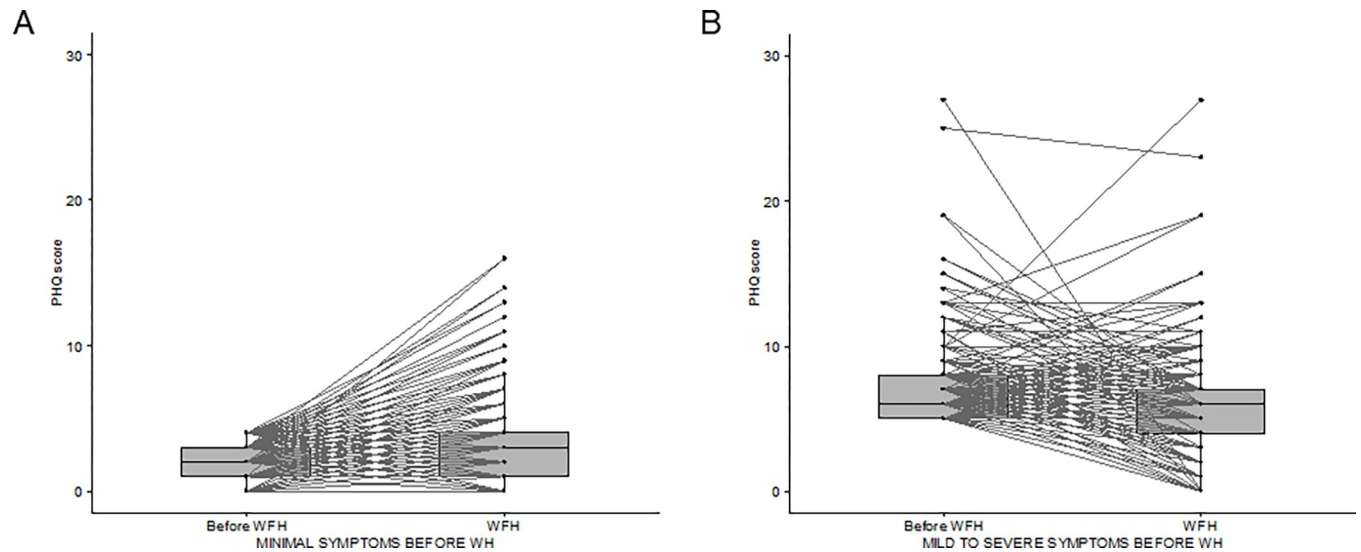 A
30
20
10
0
PHQ score
Before WFH
WFH
MINIMAL SYMPTOMS BEFORE WH
B
30
20
10
0
PHQ score
Before WFH
WFH
MILD TO SEVERE SYMPTOMS BEFORE WH